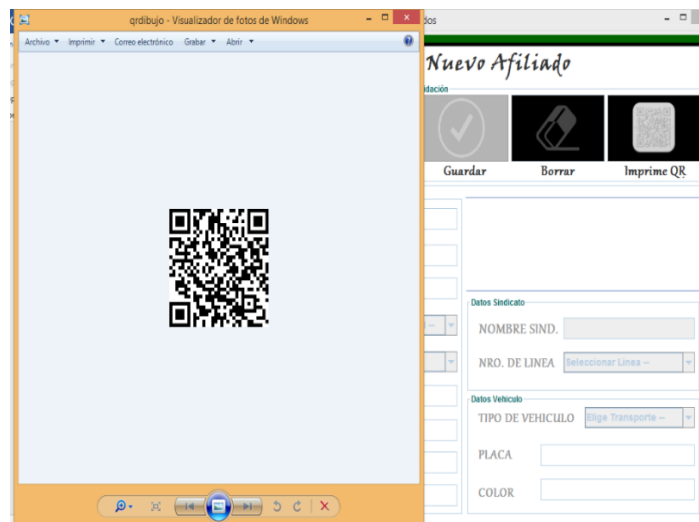 qrdibujo - Visualizador de fotos de Windows
Archivo Imprimir Correo electrónico Grabar Abrir
dos
Nuevo Afiliado
idación
Guardar Borrar Imprime QR
Datos Sindicato
NOMBRE SIND.
NRO. DE LINEA Seleccionar Linea --
Datos Vehiculo
TIPO DE VEHICULO Elige Transporte --
PLACA
COLOR